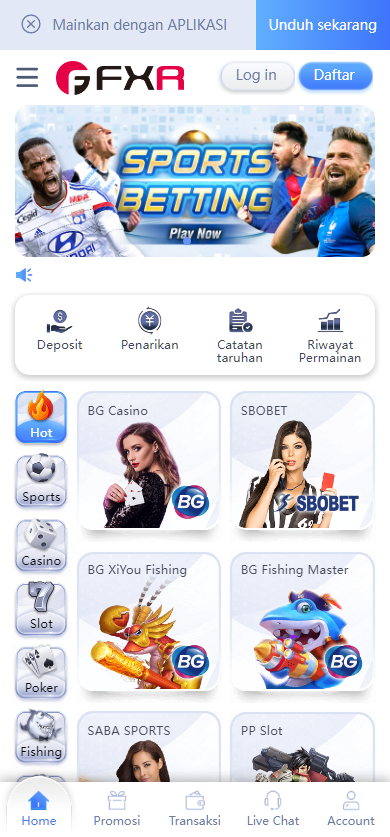 Mainkan dengan APLIKASI
Unduh sekarang
GFXR
Log in
Daftar
SPORTS
BETTING
Play Now
Deposit
Penarikan
Catatan
taruhan
Riwayat
Permainan
Hot
Sports
Casino
Slot
Poker
Fishing
BG Casino
BG
SBOBET
SBOBET
BG XiYou Fishing
BG
BG Fishing Master
BG
SABA SPORTS
PP Slot
Home
Promosi
Transaksi
Live Chat
Account